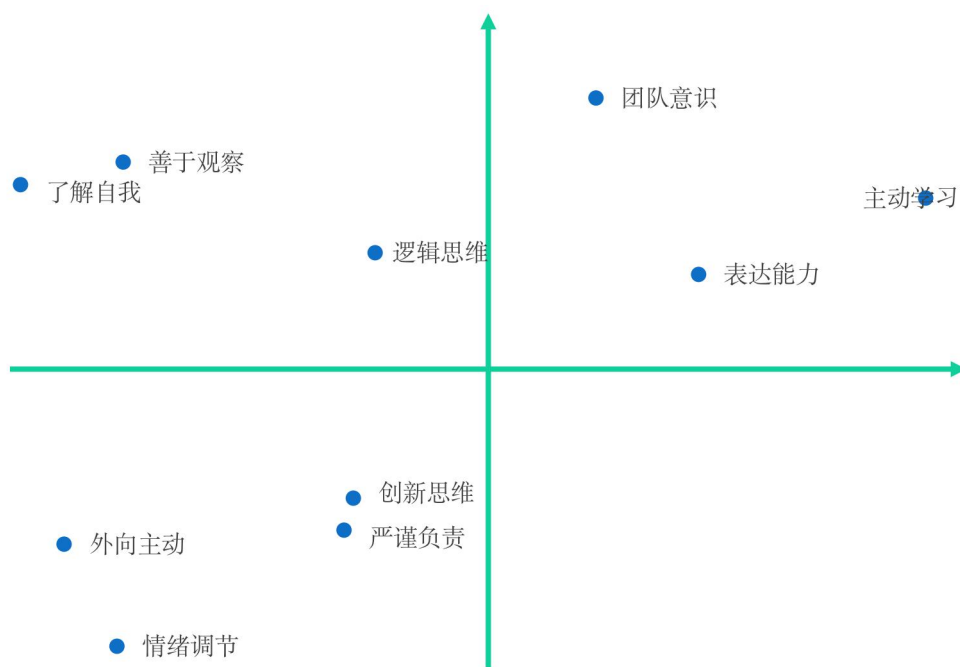 团队意识
善于观察
了解自我
主动学习
逻辑思维
表达能力
创新思维
严谨负责
外向主动
情绪调节